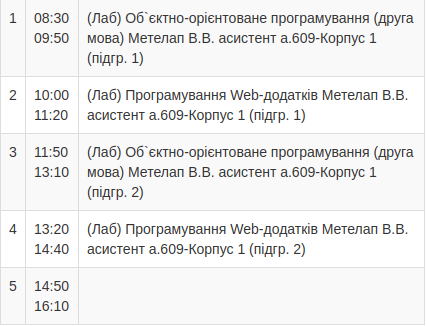 1 08:30 (Лаб) Об`єктно-орієнтоване програмування (друга
09:50 мова) Метелап В.В. асистент а.609-Корпус 1
(підгр. 1)
2 10:00 (Лаб) Програмування Web-додатків Метелап В.В.
11:20 асистент а.609-Корпус 1 (підгр. 1)
3 11:50 (Лаб) Об`єктно-орієнтоване програмування (друга
13:10 мова) Метелап В.В. асистент а.609-Корпус 1
(підгр. 2)
4 13:20 (Лаб) Програмування Web-додатків Метелап В.В.
14:40 асистент а.609-Корпус 1 (підгр. 2)
5 14:50
16:10